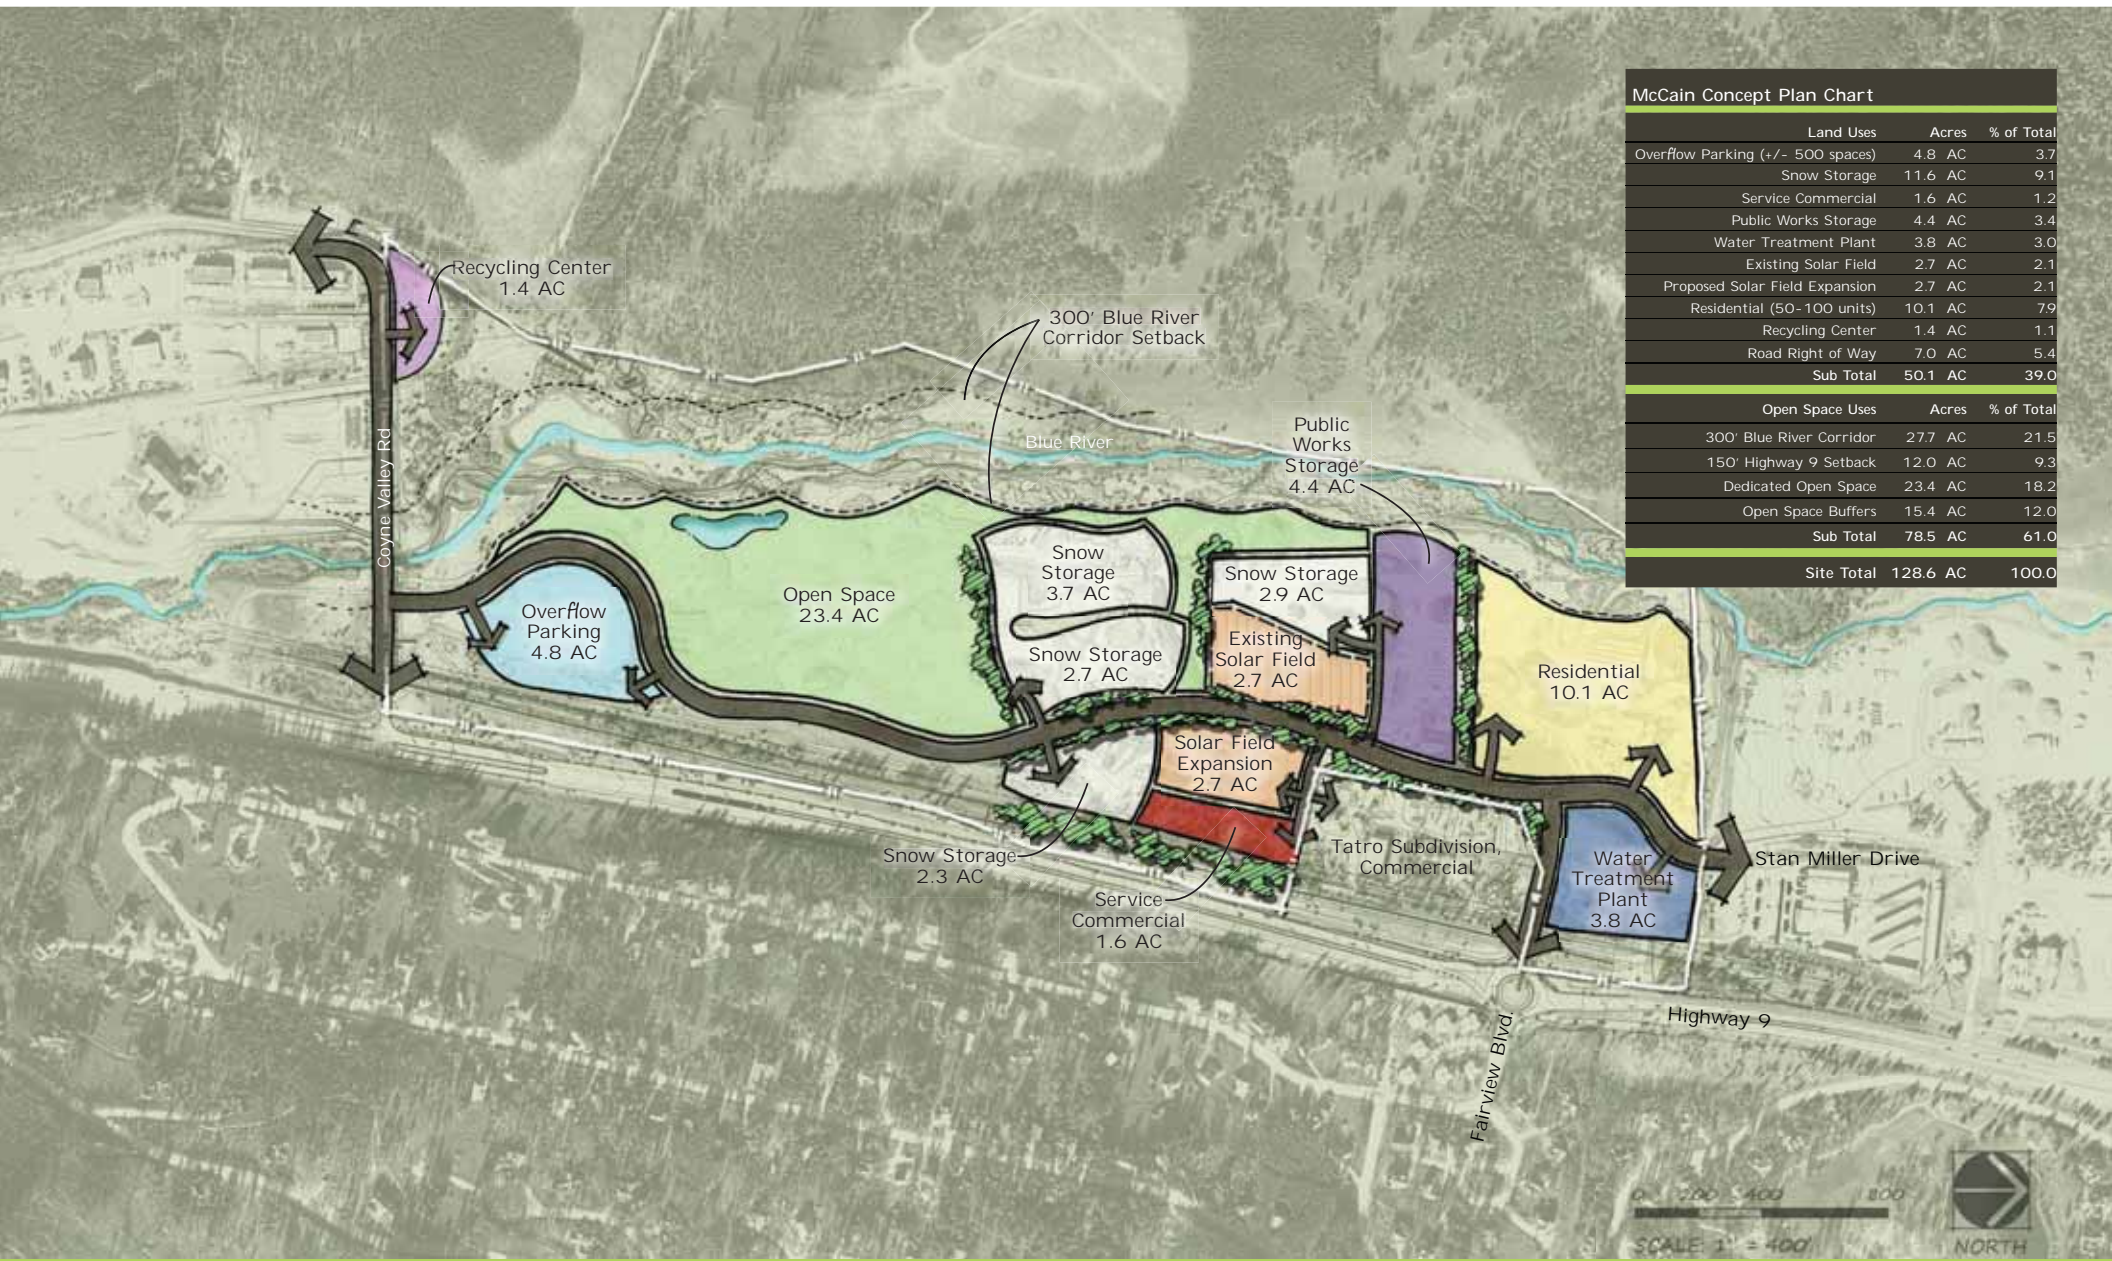 McCain Concept Plan Chart
Land Uses Acres % of Total
Overflow Parking (+/- 500 spaces) 4.8 AC 3.7
Snow Storage 11.6 AC 9.1
Service Commercial 1.6 AC 1.2
Public Works Storage 4.4 AC 3.4
Water Treatment Plant 3.8 AC 3.0
Existing Solar Field 2.7 AC 2.1
Proposed Solar Field Expansion 2.7 AC 2.1
Residential (50-100 units) 10.1 AC 7.9
Recycling Center 1.4 AC 1.1
Road Right of Way 7.0 AC 5.4
Sub Total 50.1 AC 39.0
Open Space Uses Acres % of Total
300' Blue River Corridor 27.7 AC 21.5
150' Highway 9 Setback 12.0 AC 9.3
Dedicated Open Space 23.4 AC 18.2
Open Space Buffers 15.4 AC 12.0
Sub Total 78.5 AC 61.0
Site Total 128.6 AC 100.0
Recycling Center
1.4 AC
300' Blue River
Corridor Setback
Blue River
Public
Works
Storage
4.4 AC
Coyne Valley Rd
Overflow
Parking
4.8 AC
Open Space
23.4 AC
Snow
Storage
3.7 AC
Snow Storage
2.7 AC
Snow Storage
2.9 AC
Existing
Solar Field
2.7 AC
Residential
10.1 AC
Solar Field
Expansion
2.7 AC
Snow Storage
2.3 AC
Service
Commercial
1.6 AC
Tatro Subdivision,
Commercial
Water
Treatment
Plant
3.8 AC
Stan Miller Drive
Highway 9
Fairview Blvd.
0 200 400 800
SCALE: 1" = 400'
NORTH